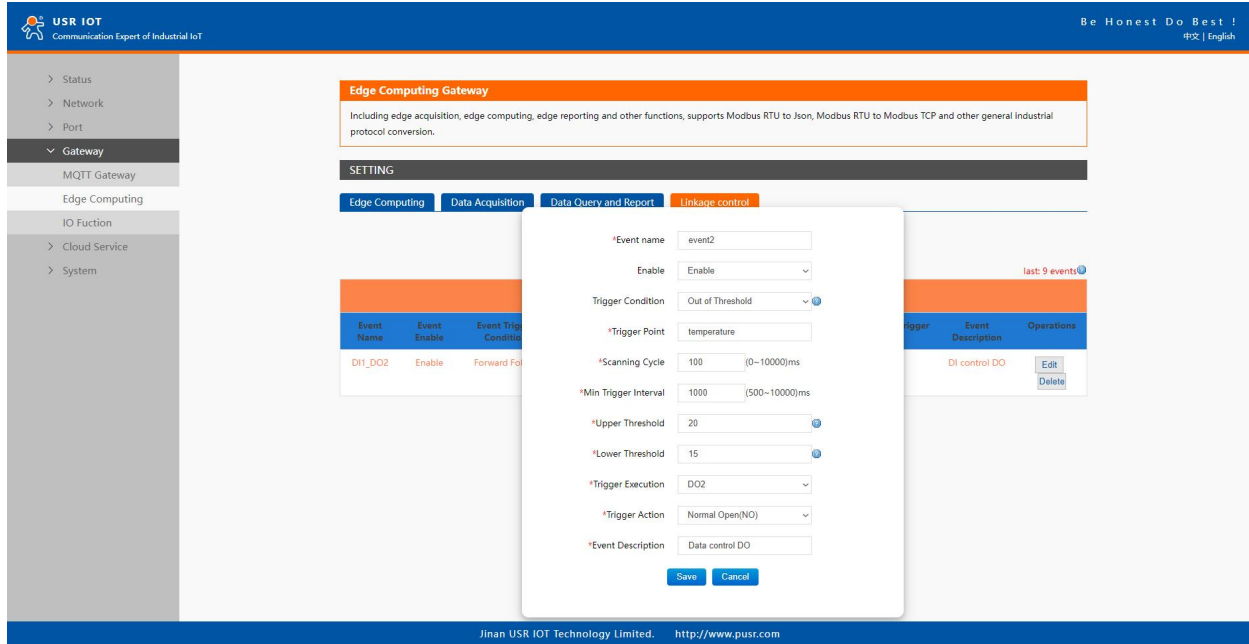 USR IOT
Communication Expert of Industrial IoT
Be Honest Do Best !
中文 | English
Status
Network
Port
Gateway
MQTT Gateway
Edge Computing
IO Fuction
Cloud Service
System
Edge Computing Gateway
Including edge acquisition, edge computing, edge reporting and other functions, supports Modbus RTU to Json, Modbus RTU to Modbus TCP and other general industrial
protocol conversion.
SETTING
Edge Computing Data Acquisition Data Query and Report Linkage control
last: 9 events
Event Name Event Enable Event Description Operations
DI1_DO2 Enable Forward DI control DO Edit
Delete
*Event name event2
Enable Enable
Trigger Condition Out of Threshold
*Trigger Point temperature
*Scanning Cycle 100 (0~10000)ms
*Min Trigger Interval 1000 (500~10000)ms
*Upper Threshold 20
*Lower Threshold 15
*Trigger Execution DO2
*Trigger Action Normal Open(NO)
*Event Description Data control DO
Save Cancel
Jinan USR IOT Technology Limited. http://www.pusr.com